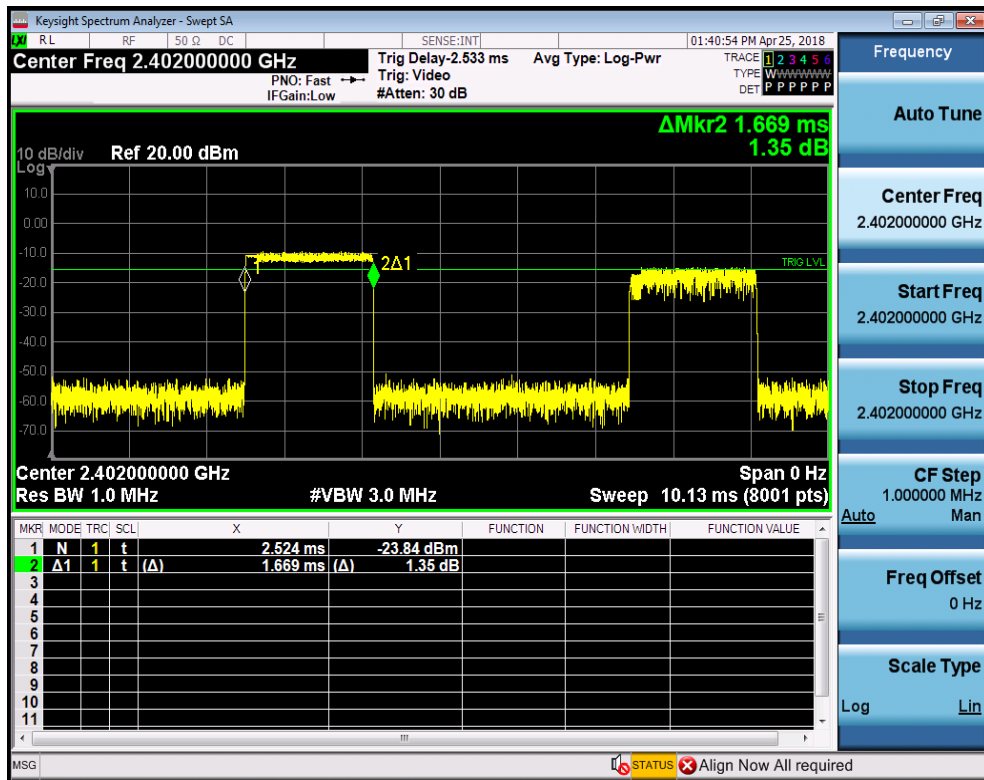 Keysight Spectrum Analyzer - Swept SA
LXI RL RF 50 Ω DC SENSE:INT 01:40:54 PM Apr 25, 2018
Center Freq 2.402000000 GHz
PNO: Fast
IFGain:Low
Trig Delay-2.533 ms
Trig: Video
#Atten: 30 dB
Avg Type: Log-Pwr
TRACE 1 2 3 4 5 6
TYPE WWWWWW
DET P P P P P P
ΔMkr2 1.669 ms
1.35 dB
10 dB/div Ref 20.00 dBm
Log
10.0
0.00
-10.0
-20.0
-30.0
-40.0
-50.0
-60.0
-70.0
1
2Δ1
TRIG LVL
Center 2.402000000 GHz Span 0 Hz
Res BW 1.0 MHz #VBW 3.0 MHz Sweep 10.13 ms (8001 pts)
MKR MODE TRC SCL X Y FUNCTION FUNCTION WIDTH FUNCTION VALUE
1 N 1 t 2.524 ms -23.84 dBm
2 Δ1 1 t (Δ) 1.669 ms (Δ) 1.35 dB
3
4
5
6
7
8
9
10
11
MSG STATUS Align Now All required
Frequency
Auto Tune
Center Freq
2.402000000 GHz
Start Freq
2.402000000 GHz
Stop Freq
2.402000000 GHz
CF Step
1.000000 MHz
Auto Man
Freq Offset
0 Hz
Scale Type
Log Lin